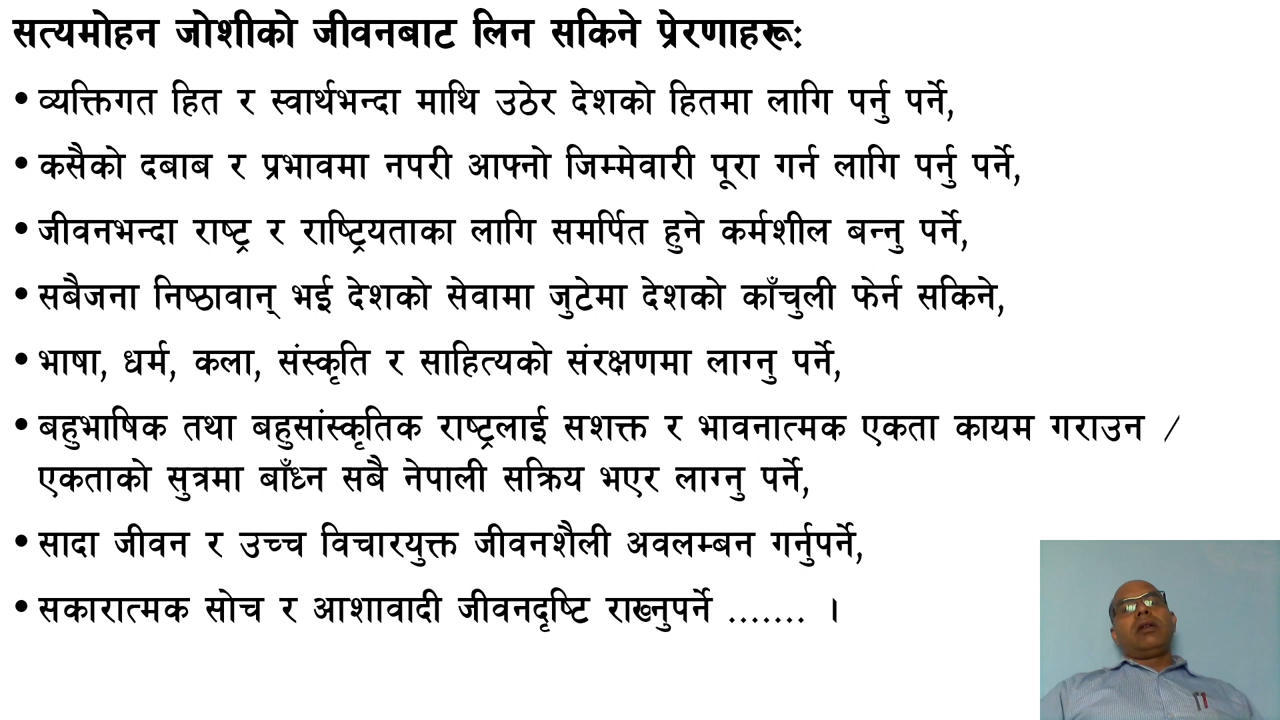 सत्यमोहन जोशीको जीवनबाट लिन सकिने प्रेरणाहरू:
• व्यक्तिगत हित र स्वार्थभन्दा माथि उठेर देशको हितमा लागि पर्नु पर्ने,
• कसैको दबाब र प्रभावमा नपरी आफ्नो जिम्मेवारी पूरा गर्न लागि पर्नु पर्ने,
• जीवनभन्दा राष्ट्र र राष्ट्रियताका लागि समर्पित हुने कर्मशील बन्नु पर्ने,
• सबैजना निष्ठावान् भई देशको सेवामा जुटेमा देशको काँचुली फेर्न सकिने,
• भाषा, धर्म, कला, संस्कृति र साहित्यको संरक्षणमा लाग्नु पर्ने,
• बहुभाषिक तथा बहुसांस्कृतिक राष्ट्रलाई सशक्त र भावनात्मक एकता कायम गराउन /
एकताको सुत्रमा बाँध्न सबै नेपाली सक्रिय भएर लाग्नु पर्ने,
• सादा जीवन र उच्च विचारयुक्त जीवनशैली अवलम्बन गर्नुपर्ने,
• सकारात्मक सोच र आशावादी जीवनदृष्टि राख्नुपर्ने ....... ।